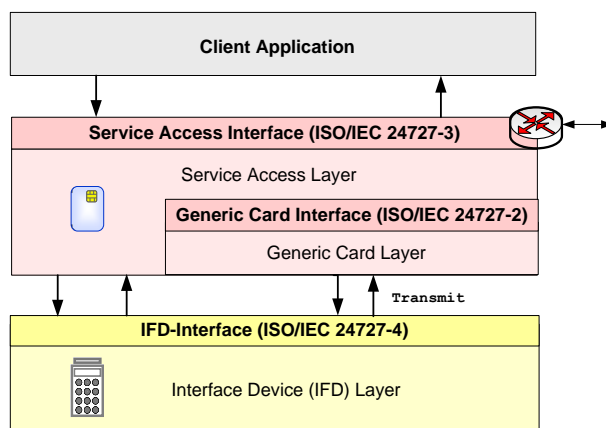 Client Application
Service Access Interface (ISO/IEC 24727-3)
Service Access Layer
Generic Card Interface (ISO/IEC 24727-2)
Generic Card Layer
Transmit
IFD-Interface (ISO/IEC 24727-4)
Interface Device (IFD) Layer